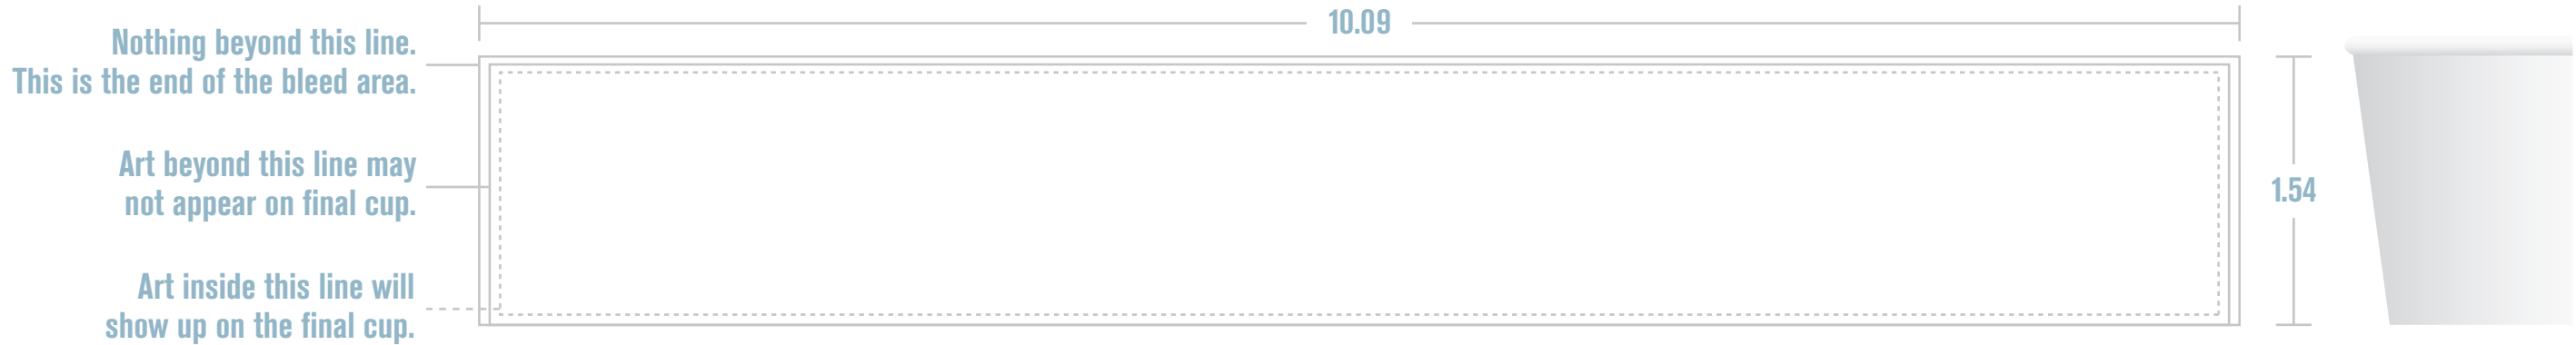 10.09
Nothing beyond this line.
This is the end of the bleed area.
Art beyond this line may
not appear on final cup.
1.54
Art inside this line will
show up on the final cup.